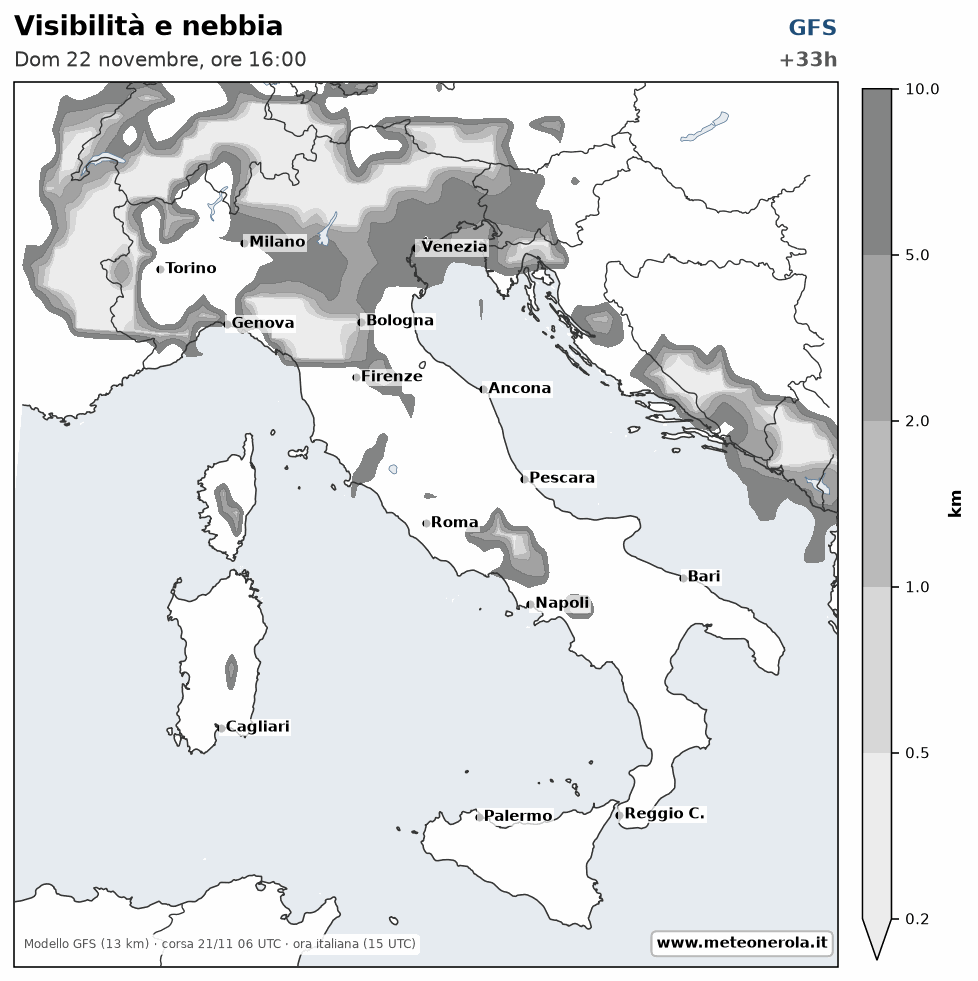 Visibilità e nebbia
GFS
Dom 22 novembre, ore 16:00
+33h
10.0
5.0
2.0
1.0
0.5
0.2
km
Milano
Venezia
Torino
Genova
Bologna
Firenze
Ancona
Pescara
Roma
Bari
Napoli
Cagliari
Palermo
Reggio C.
Modello GFS (13 km) · corsa 21/11 06 UTC · ora italiana (15 UTC)
www.meteonerola.it